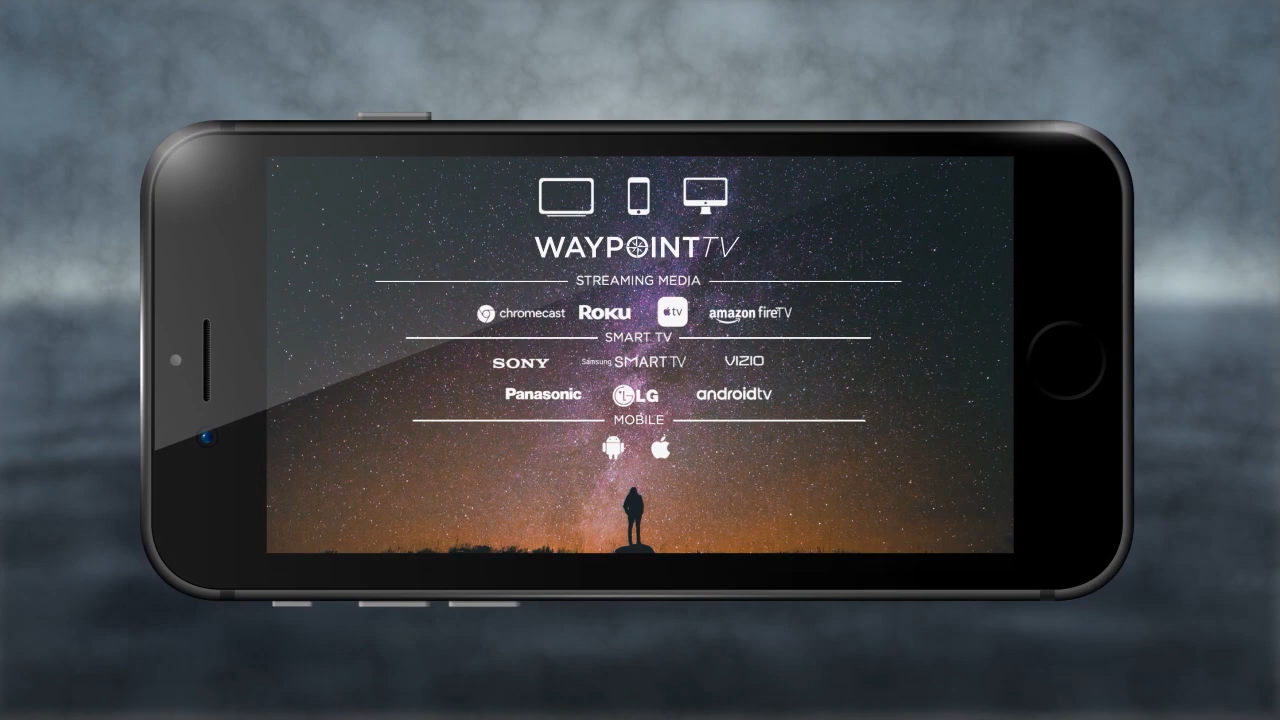 WAYPOINTTV
STREAMING MEDIA
chromecast ROKU tv amazon fireTV
SMART TV
SONY Samsung SMART TV VIZIO
Panasonic LG androidtv
MOBILE